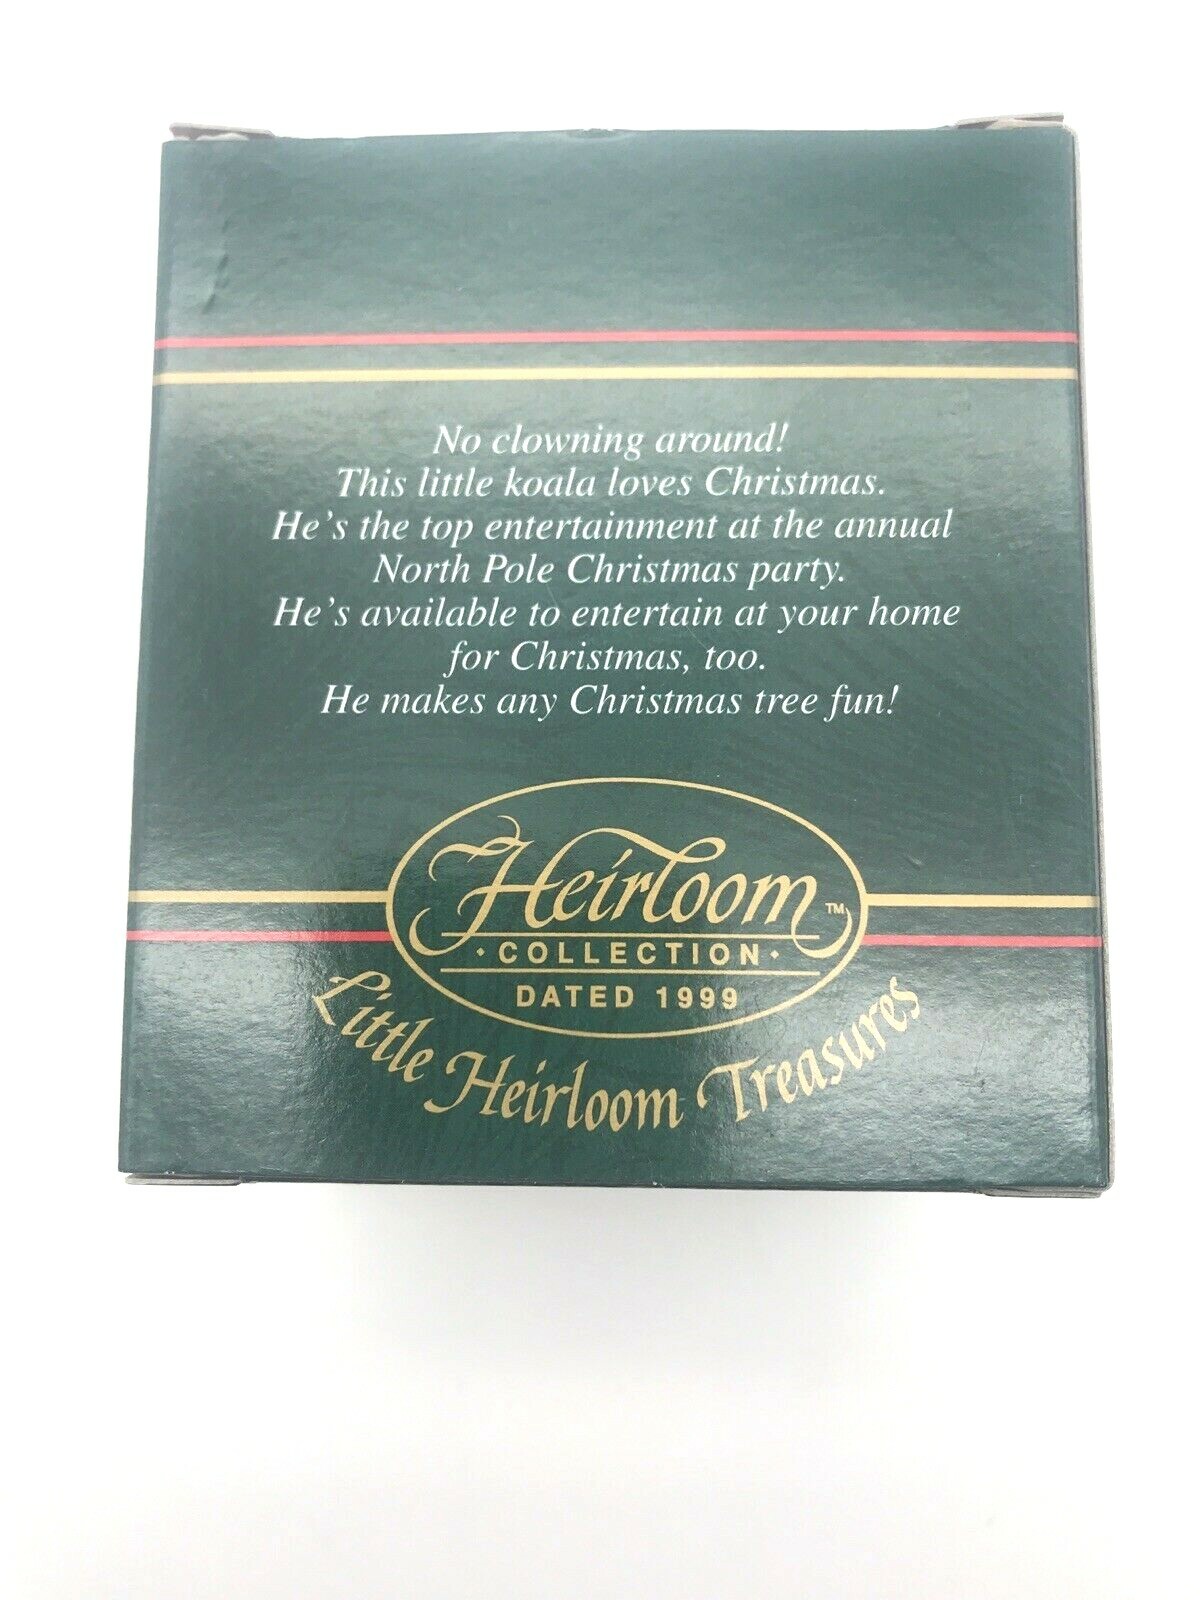 No clowning around!
This little koala loves Christmas.
He's the top entertainment at the annual
North Pole Christmas party.
He's available to entertain at your home
for Christmas, too.
He makes any Christmas tree fun!
Heirloom™
· COLLECTION ·
DATED 1999
Little Heirloom Treasures